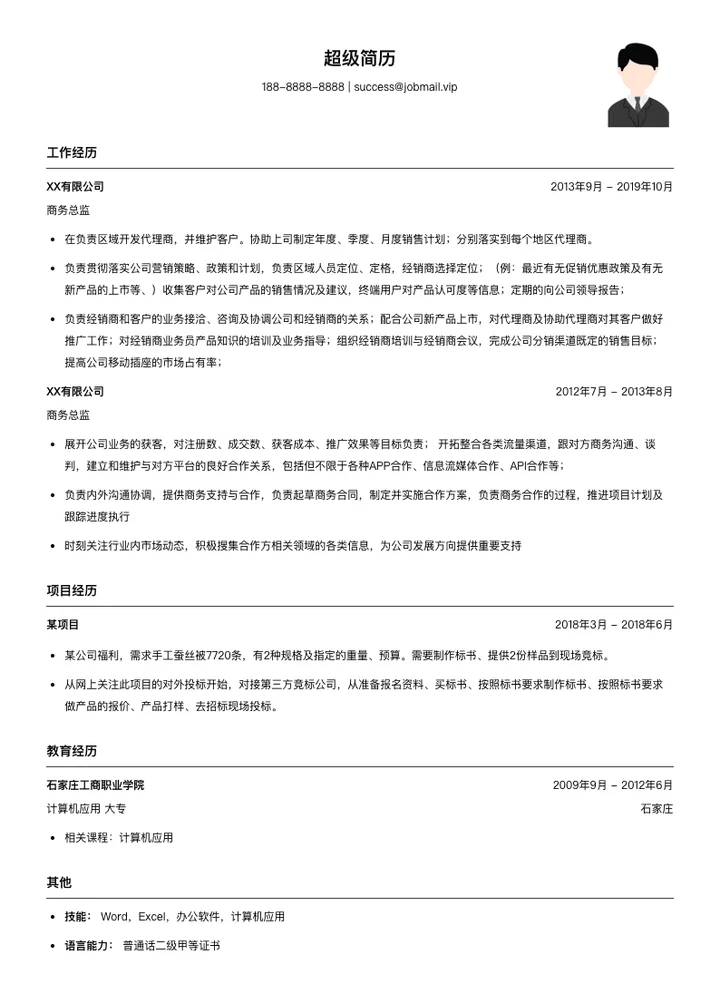 超级简历
188-8888-8888 | success@jobmail.vip
工作经历
XX有限公司 2013年9月 – 2019年10月
商务总监
• 在负责区域开发代理商，并维护客户。协助上司制定年度、季度、月度销售计划；分别落实到每个地区代理商。
• 负责贯彻落实公司营销策略、政策和计划，负责区域人员定位、定格，经销商选择定位；（例：最近有无促销优惠政策及有无
新产品的上市等、）收集客户对公司产品的销售情况及建议，终端用户对产品认可度等信息；定期的向公司领导报告；
• 负责经销商和客户的业务接洽、咨询及协调公司和经销商的关系；配合公司新产品上市，对代理商及协助代理商对其客户做好
推广工作；对经销商业务员产品知识的培训及业务指导；组织经销商培训与经销商会议，完成公司分销渠道既定的销售目标；
提高公司移动插座的市场占有率；
XX有限公司 2012年7月 – 2013年8月
商务总监
• 展开公司业务的获客，对注册数、成交数、获客成本、推广效果等目标负责； 开拓整合各类流量渠道，跟对方商务沟通、谈
判，建立和维护与对方平台的良好合作关系，包括但不限于各种APP合作、信息流媒体合作、API合作等；
• 负责内外沟通协调，提供商务支持与合作，负责起草商务合同，制定并实施合作方案，负责商务合作的过程，推进项目计划及
跟踪进度执行
• 时刻关注行业内市场动态，积极搜集合作方相关领域的各类信息，为公司发展方向提供重要支持
项目经历
某项目 2018年3月 – 2018年6月
• 某公司福利，需求手工蚕丝被7720条，有2种规格及指定的重量、预算。需要制作标书、提供2份样品到现场竞标。
• 从网上关注此项目的对外投标开始，对接第三方竞标公司，从准备报名资料、买标书、按照标书要求制作标书、按照标书要求
做产品的报价、产品打样、去招标现场投标。
教育经历
石家庄工商职业学院 2009年9月 – 2012年6月
计算机应用 大专 石家庄
• 相关课程：计算机应用
其他
• 技能： Word，Excel，办公软件，计算机应用
• 语言能力： 普通话二级甲等证书